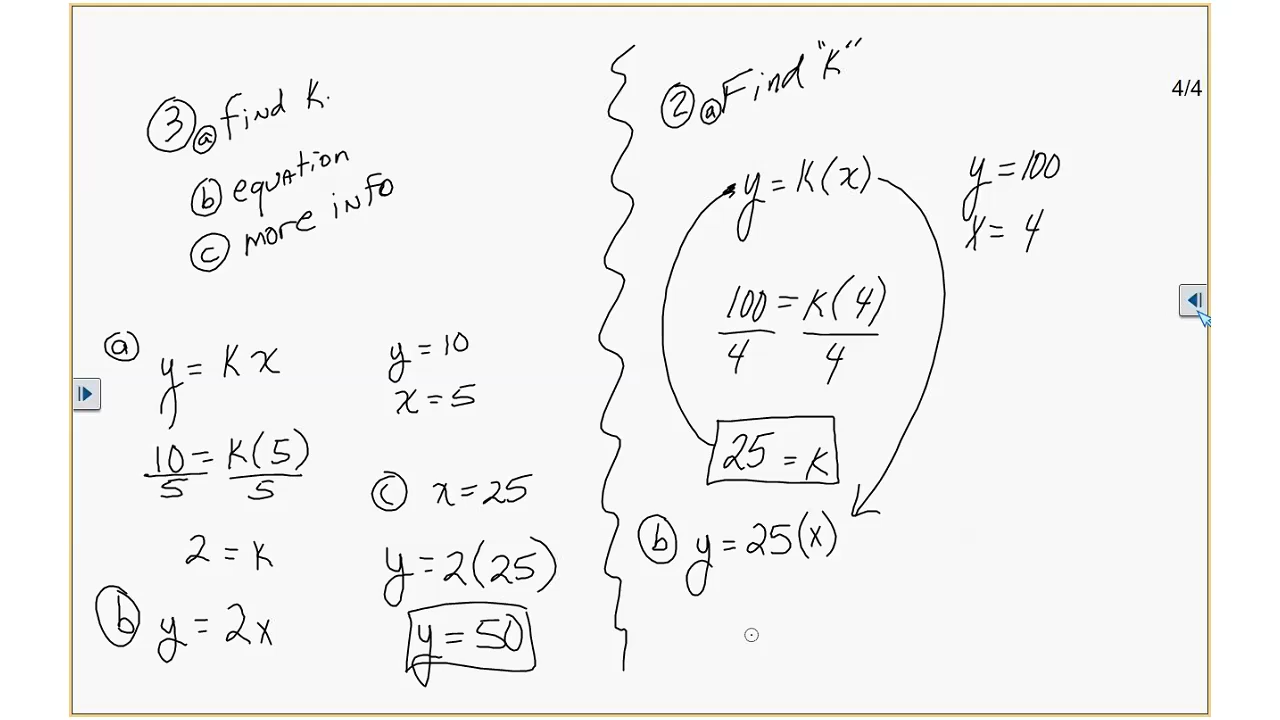 ③ ⓐ find k.
ⓑ equation
ⓒ more info
ⓐ y = kx
y = 10
x = 5
10 = k(5)
5 5
2 = k
ⓑ y = 2x
ⓒ x = 25
y = 2(25)
y = 50
② ⓐ Find "k"
4/4
y = k(x)
y = 100
x = 4
100 = k(4)
4 4
25 = k
ⓑ y = 25(x)